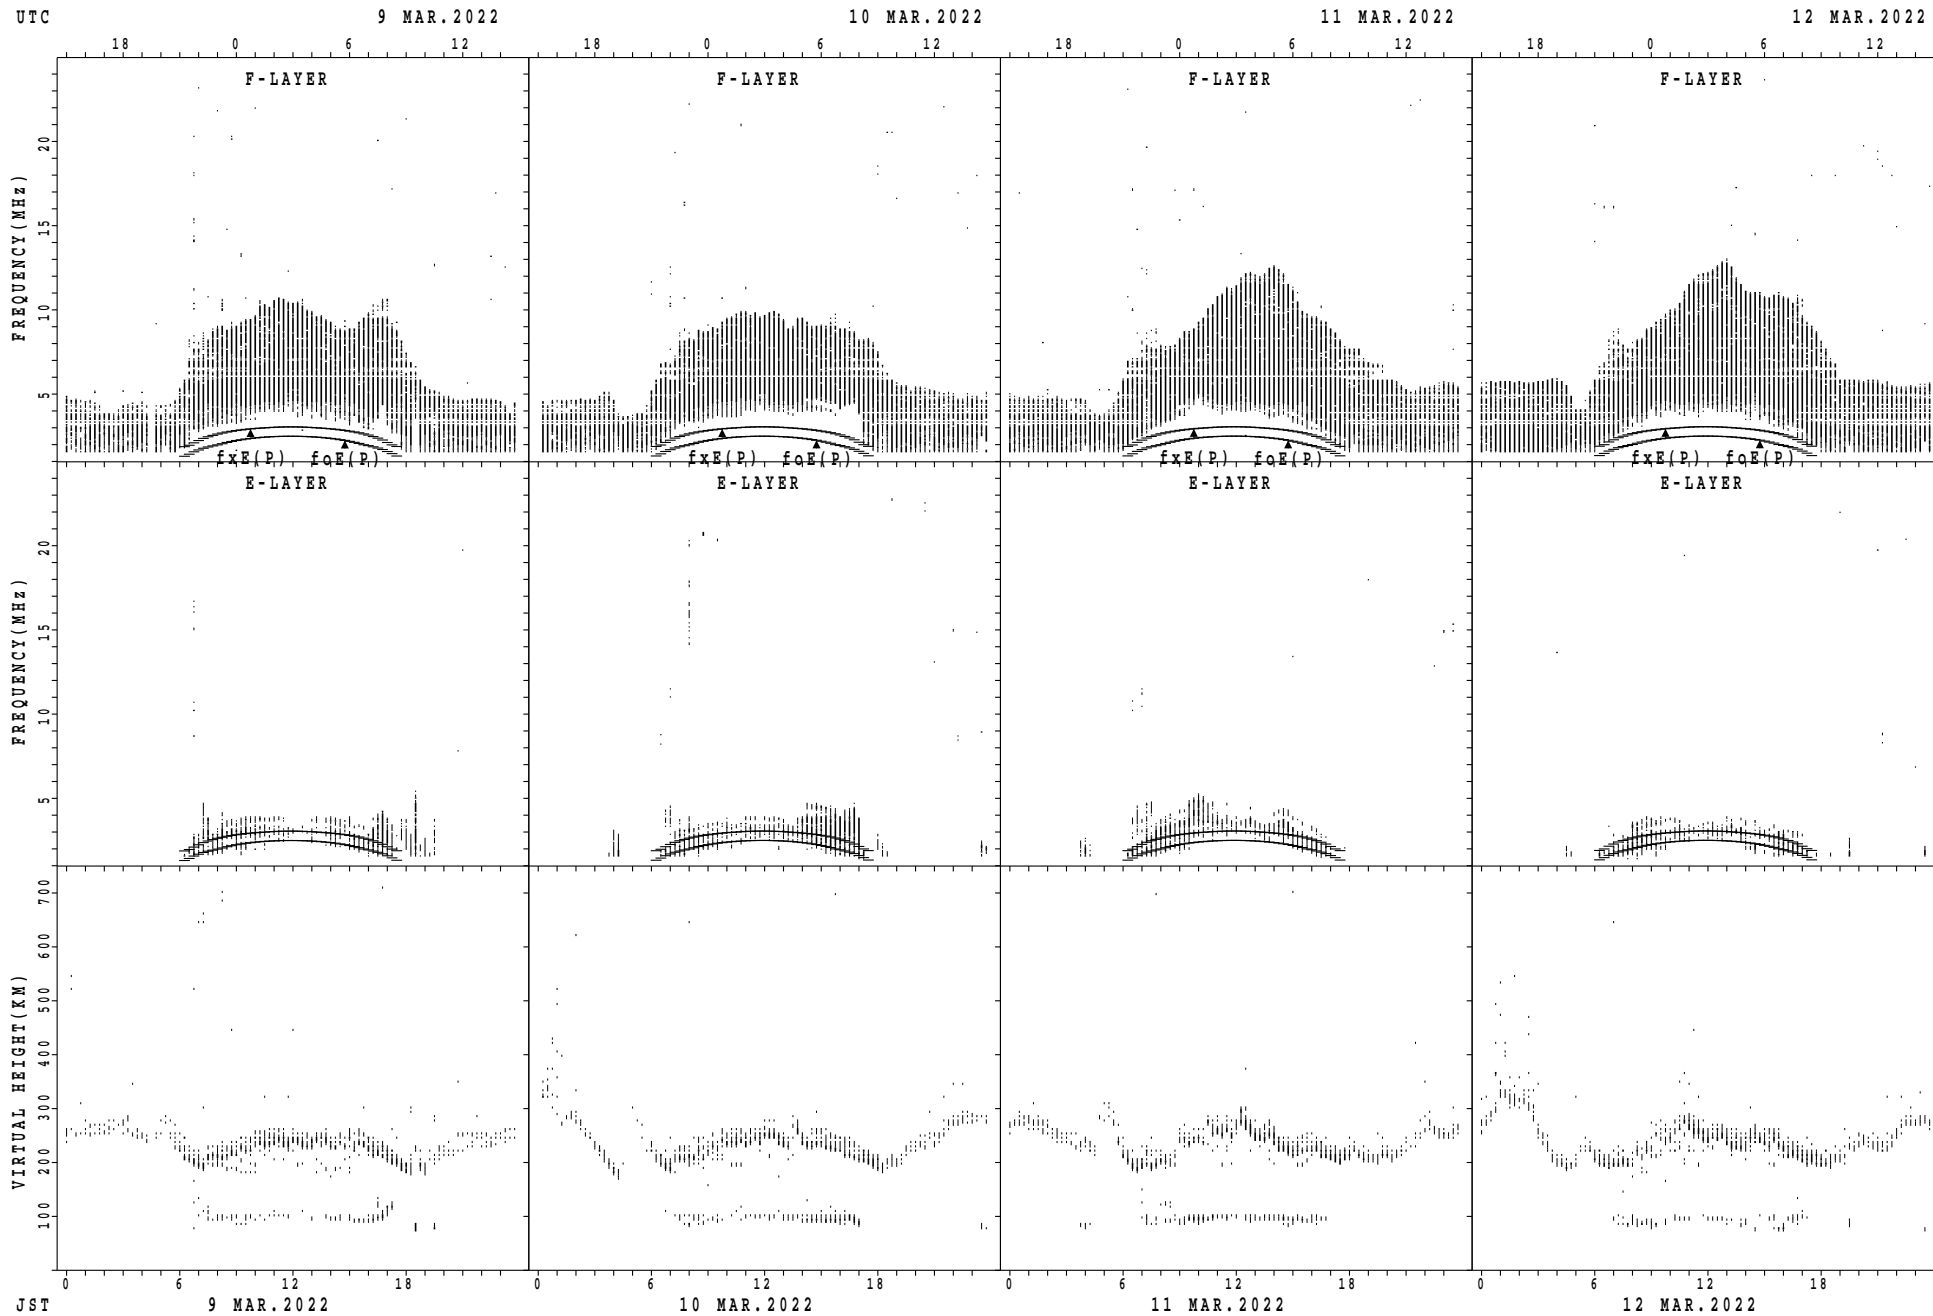 UTC 9 MAR.2022 10 MAR.2022 11 MAR.2022 12 MAR.2022
18 0 6 12 18 0 6 12 18 0 6 12 18 0 6 12
F-LAYER F-LAYER F-LAYER F-LAYER
FREQUENCY(MHz)
20
15
10
5
fxE(P) foE(P) fxE(P) foE(P) fxE(P) foE(P) fxE(P) foE(P)
E-LAYER E-LAYER E-LAYER E-LAYER
FREQUENCY(MHz)
20
15
10
5
VIRTUAL HEIGHT(KM)
700
600
500
400
300
200
100
0 6 12 18 0 6 12 18 0 6 12 18 0 6 12 18
JST 9 MAR.2022 10 MAR.2022 11 MAR.2022 12 MAR.2022